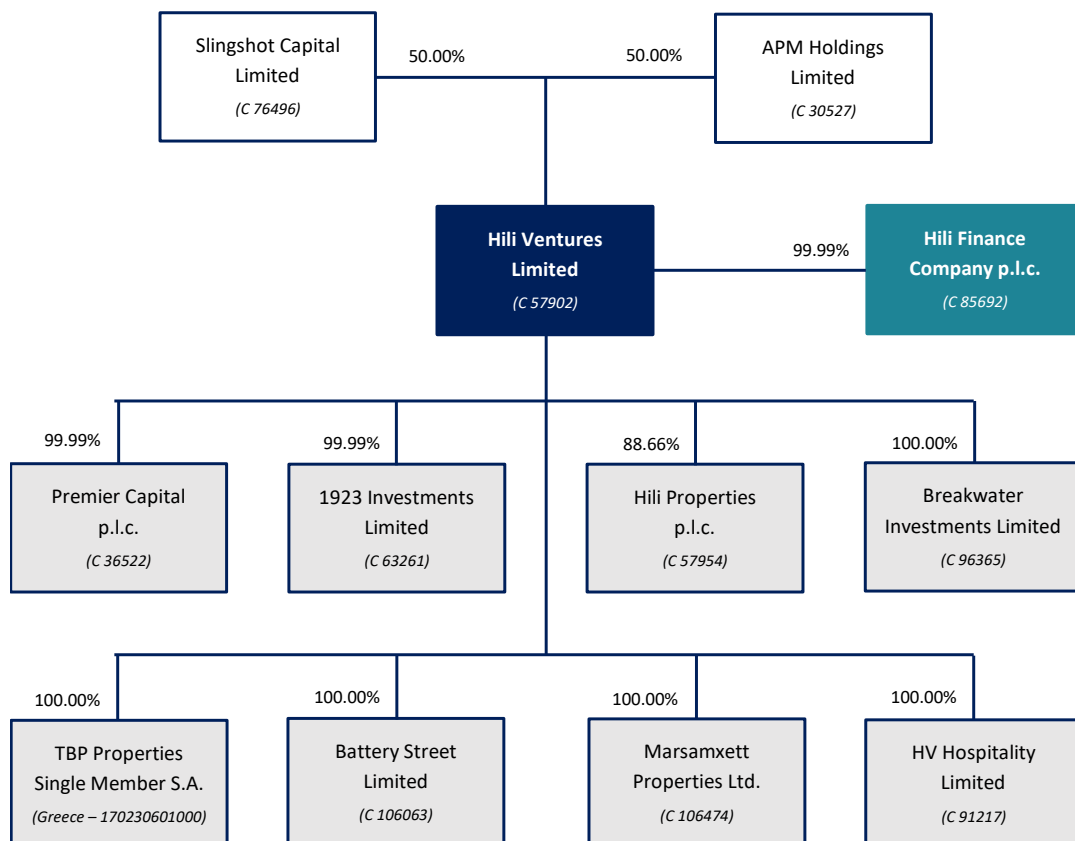 Slingshot Capital
Limited
(C 76496)
50.00%
50.00%
APM Holdings
Limited
(C 30527)
Hili Ventures
Limited
(C 57902)
99.99%
Hili Finance
Company p.l.c.
(C 85692)
99.99%
Premier Capital
p.l.c.
(C 36522)
99.99%
1923 Investments
Limited
(C 63261)
88.66%
Hili Properties
p.l.c.
(C 57954)
100.00%
Breakwater
Investments Limited
(C 96365)
100.00%
TBP Properties
Single Member S.A.
(Greece – 170230601000)
100.00%
Battery Street
Limited
(C 106063)
100.00%
Marsamxett
Properties Ltd.
(C 106474)
100.00%
HV Hospitality
Limited
(C 91217)